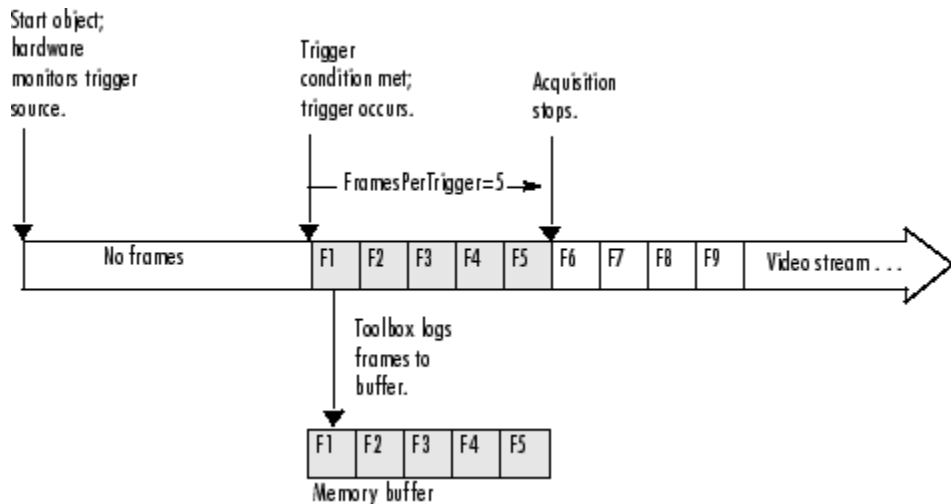 Start object;
hardware
monitors trigger
source.
Trigger
condition met;
trigger occurs.
Acquisition
stops.
FramesPerTrigger=5
No frames
F1 F2 F3 F4 F5 F6 F7 F8 F9 Video stream . . .
Toolbox logs
frames to
buffer.
F1 F2 F3 F4 F5
Memory buffer